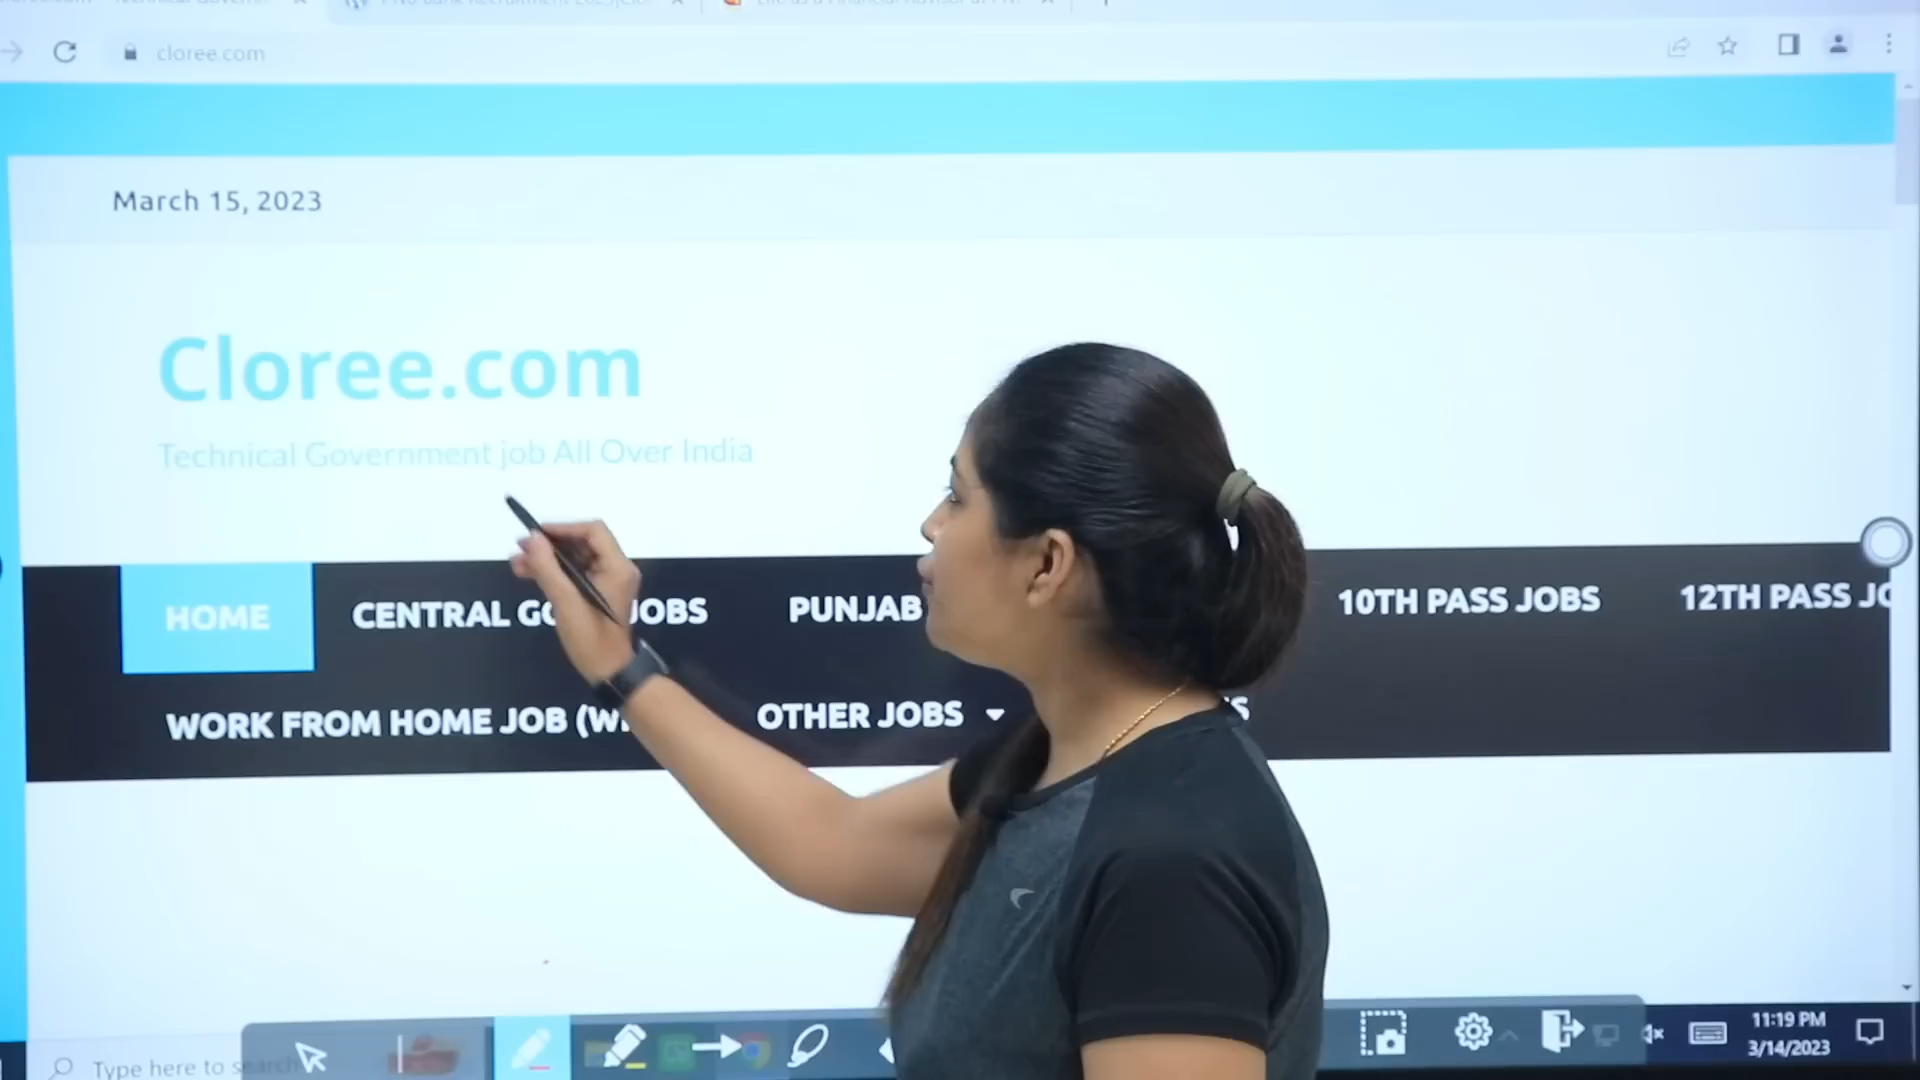 cloree.com
March 15, 2023
Cloree.com
Technical Government job All Over India
HOME
CENTRAL JOBS
PUNJAB
10TH PASS JOBS
12TH PASS
WORK FROM HOME JOB
OTHER JOBS
Type here to search
11:19 PM
3/14/2023